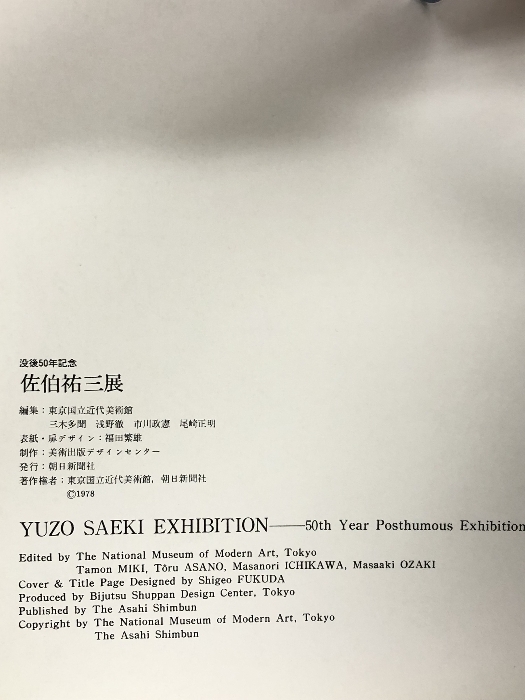 没後50年記念
佐伯祐三展
編集：東京国立近代美術館
三木多聞　浅野徹　市川政憲　尾崎正明
表紙・扉デザイン：福田繁雄
制作：美術出版デザインセンター
発行：朝日新聞社
著作権者：東京国立近代美術館，朝日新聞社
©1978
YUZO SAEKI EXHIBITION——50th Year Posthumous Exhibition
Edited by The National Museum of Modern Art, Tokyo
Tamon MIKI, Tôru ASANO, Masanori ICHIKAWA, Masaaki OZAKI
Cover & Title Page Designed by Shigeo FUKUDA
Produced by Bijutsu Shuppan Design Center, Tokyo
Published by The Asahi Shimbun
Copyright by The National Museum of Modern Art, Tokyo
The Asahi Shimbun